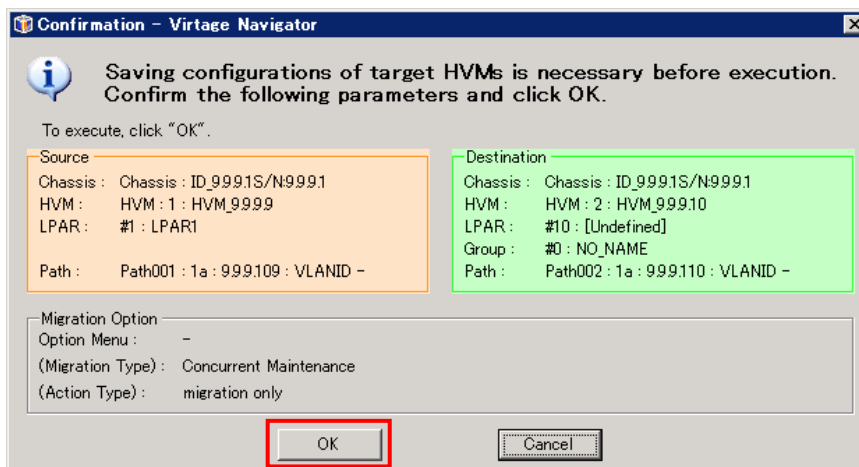 Confirmation - Virtage Navigator
Saving configurations of target HVMs is necessary before execution.
Confirm the following parameters and click OK.
To execute, click "OK".
Source
Chassis : Chassis : ID_9.9.9.1S/N:9.9.9.1
HVM : HVM : 1 : HVM_9.9.9.9
LPAR : #1 : LPAR1
Path : Path001 : 1a : 9.9.9.109 : VLANID -
Destination
Chassis : Chassis : ID_9.9.9.1S/N:9.9.9.1
HVM : HVM : 2 : HVM_9.9.9.10
LPAR : #10 : [Undefined]
Group : #0 : NO_NAME
Path : Path002 : 1a : 9.9.9.110 : VLANID -
Migration Option
Option Menu : -
(Migration Type) : Concurrent Maintenance
(Action Type) : migration only
OK
Cancel